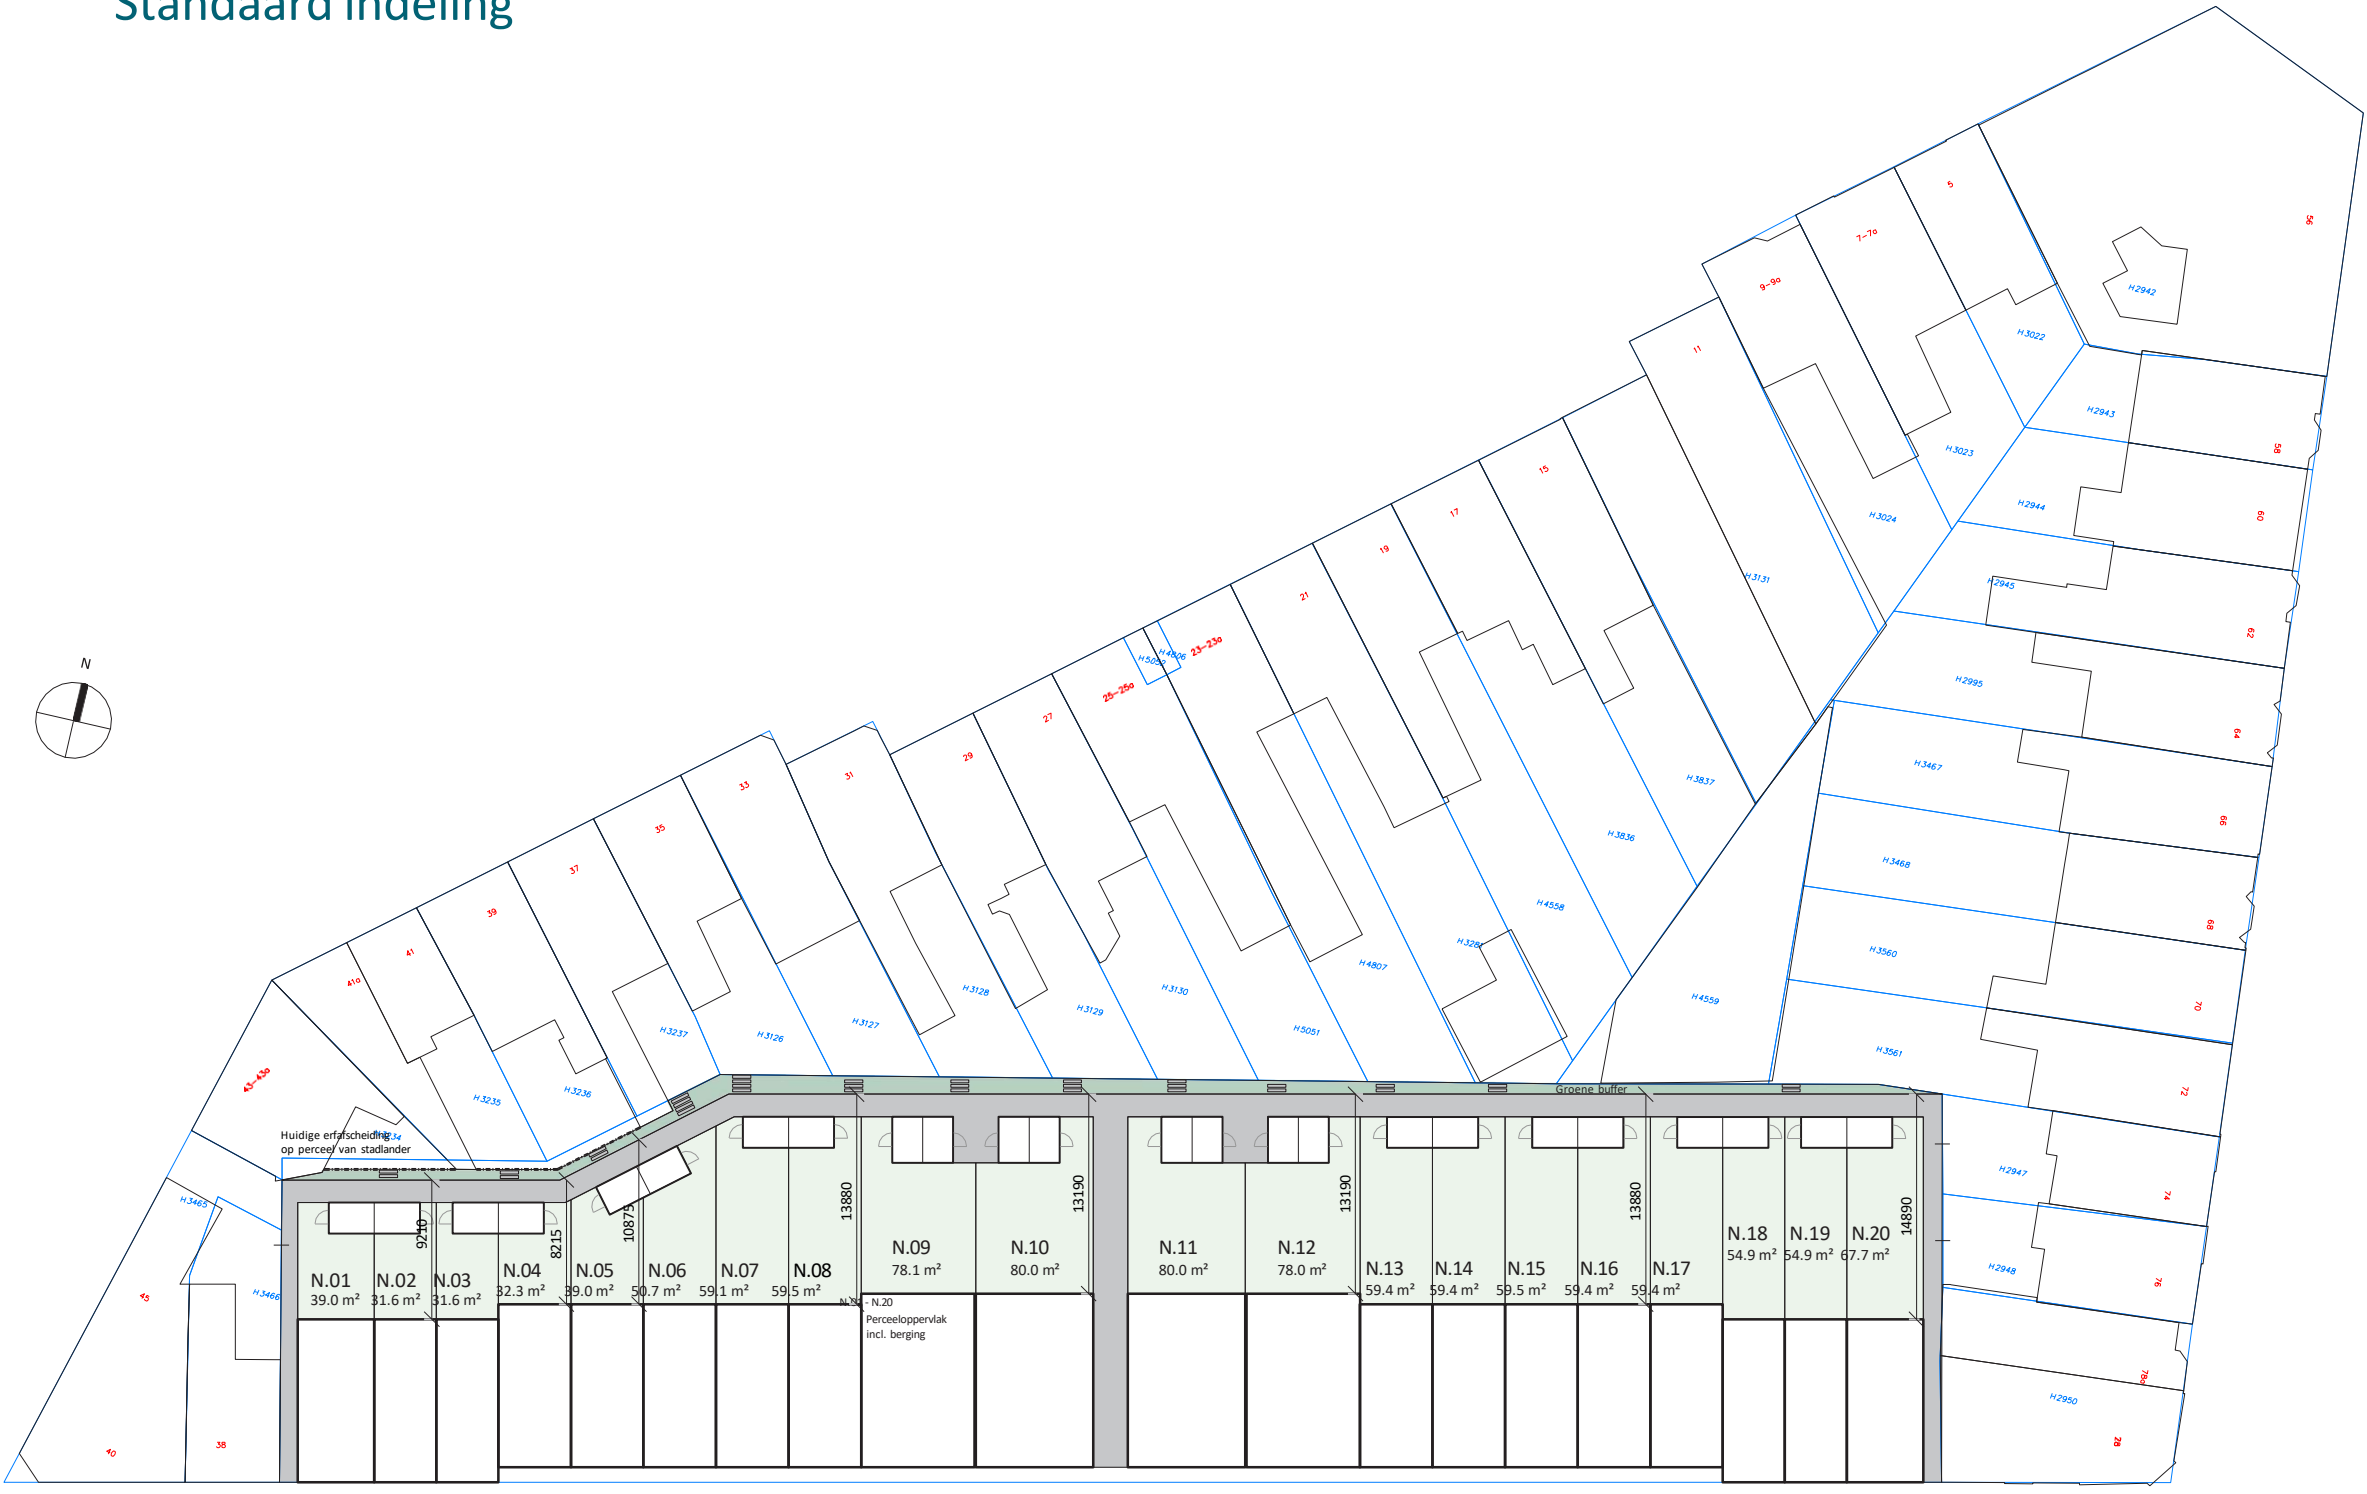 Standaard indeling
N
56
5
7-7a
9-9a
11
15
17
19
21
23-23a
25-25a
27
29
31
33
35
37
39
41
41a
43-43a
45
40
38
58
60
62
64
66
68
70
72
74
76
78a
78
H2942
H3022
H3023
H3024
H3131
H2943
H2944
H2945
H2995
H3467
H3468
H3560
H3561
H2947
H2948
H2950
H5052
H4806
H3837
H3836
H4558
H4559
H4807
H5051
H3130
H3129
H3128
H3127
H3126
H3237
H3236
H3235
H3465
H3466
Huidige erfafscheiding
op perceel van stadlander
Groene buffer
9210
8215
10875
13880
13190
13190
13880
14890
N.01
39.0 m²
N.02
31.6 m²
N.03
31.6 m²
N.04
32.3 m²
N.05
39.0 m²
N.06
50.7 m²
N.07
59.1 m²
N.08
59.5 m²
N.09
78.1 m²
N.10
80.0 m²
N.11
80.0 m²
N.12
78.0 m²
N.13
59.4 m²
N.14
59.4 m²
N.15
59.5 m²
N.16
59.4 m²
N.17
59.4 m²
N.18
54.9 m²
N.19
54.9 m²
N.20
67.7 m²
N.01 - N.20
Perceeloppervlak
incl. berging